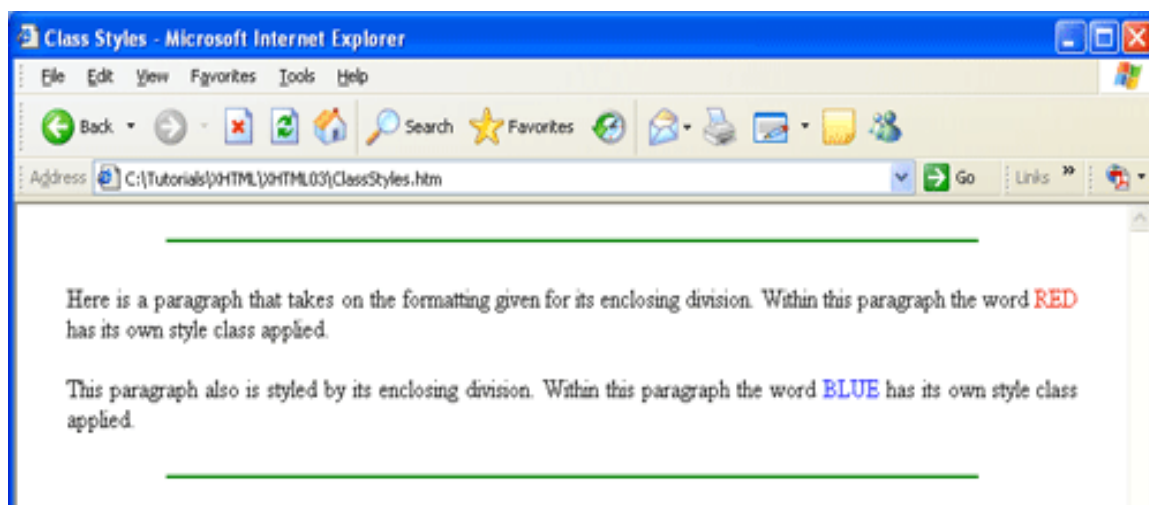 Class Styles - Microsoft Internet Explorer
File Edit View Favorites Tools Help
Back Search Favorites
Address C:\Tutorials\XHTML\XHTML03\ClassStyles.htm Go Links »
Here is a paragraph that takes on the formatting given for its enclosing division. Within this paragraph the word RED
has its own style class applied.
This paragraph also is styled by its enclosing division. Within this paragraph the word BLUE has its own style class
applied.